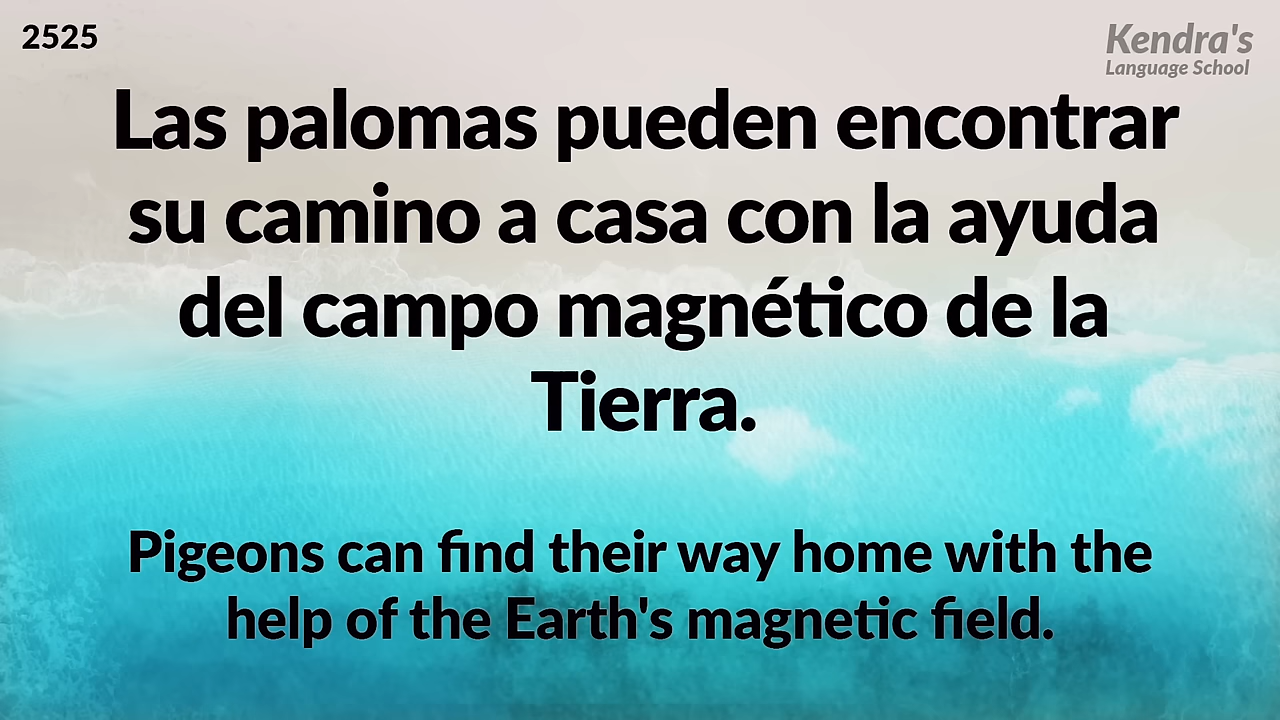 2525
Kendra's
Language School
Las palomas pueden encontrar
su camino a casa con la ayuda
del campo magnético de la
Tierra.
Pigeons can find their way home with the
help of the Earth's magnetic field.